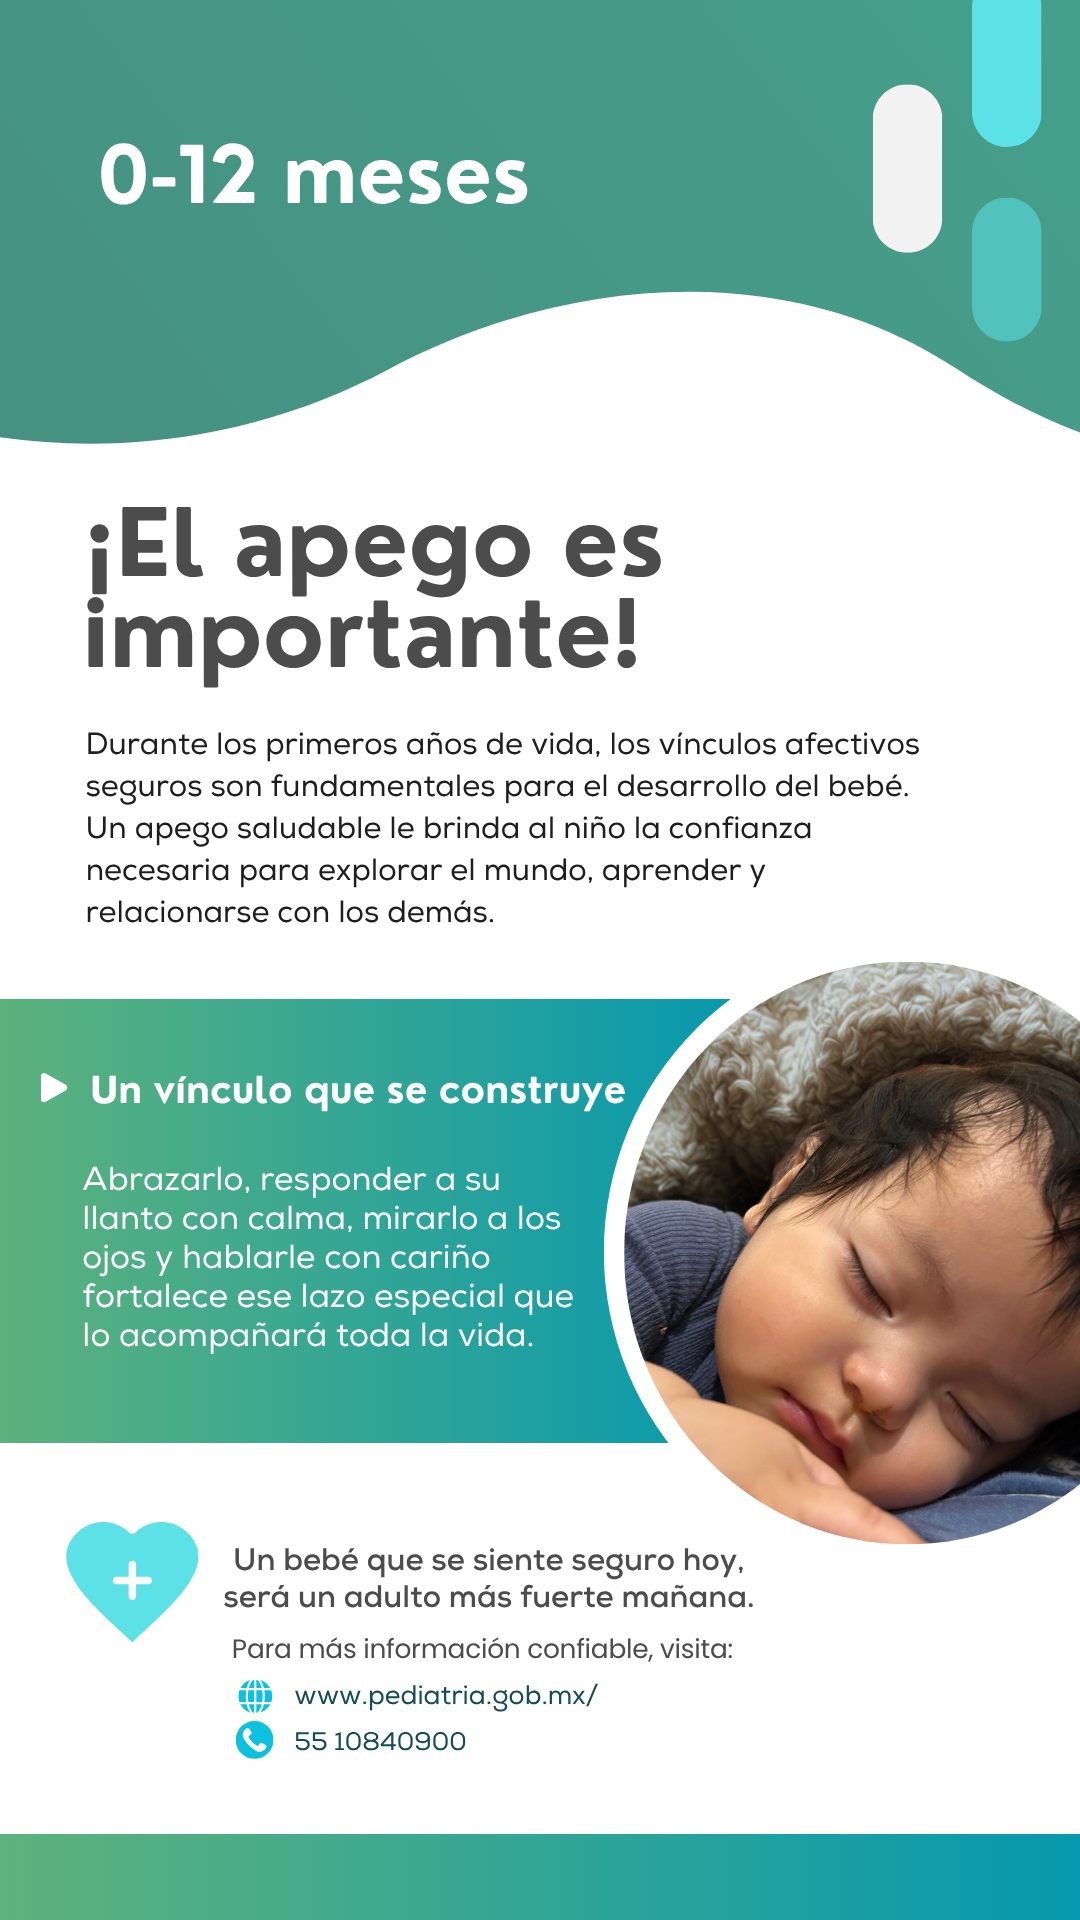 0-12 meses
¡El apego es
importante!
Durante los primeros años de vida, los vínculos afectivos
seguros son fundamentales para el desarrollo del bebé.
Un apego saludable le brinda al niño la confianza
necesaria para explorar el mundo, aprender y
relacionarse con los demás.
Un vínculo que se construye
Abrazarlo, responder a su
llanto con calma, mirarlo a los
ojos y hablarle con cariño
fortalece ese lazo especial que
lo acompañará toda la vida.
Un bebé que se siente seguro hoy,
será un adulto más fuerte mañana.
Para más información confiable, visita:
www.pediatria.gob.mx/
55 10840900